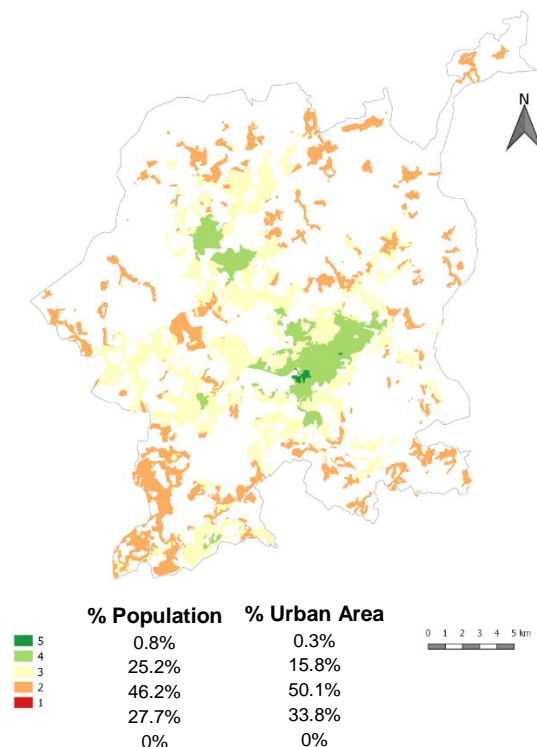 N
% Population % Urban Area
5 0.8% 0.3%
4 25.2% 15.8%
3 46.2% 50.1%
2 27.7% 33.8%
1 0% 0%
0 1 2 3 4 5 km